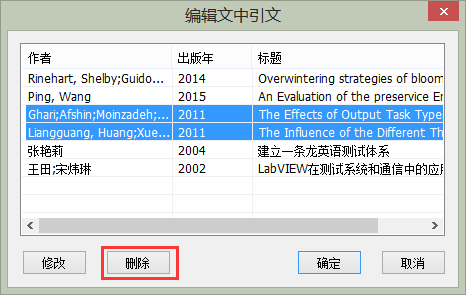 编辑文中引文
作者 出版年 标题
Rinehart, Shelby;Guido... 2014 Overwintering strategies of bloom
Ping, Wang 2015 An Evaluation of the preservice Er
Ghari;Afshin;Moinzadeh;... 2011 The Effects of Output Task Types
Liangguang, Huang;Xue... 2011 The Influence of the Different Th
张艳莉 2004 建立一条龙英语测试体系
王田;宋炜琳 2002 LabVIEW在测试系统和通信中的应用
修改 删除 确定 取消